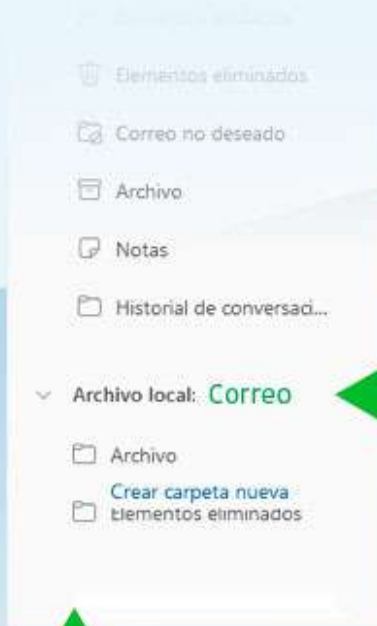 Elementos eliminados
Correo no deseado
Archivo
Notas
Historial de conversaci...
Archivo local: Correo
Archivo
Crear carpeta nueva
Elementos eliminados